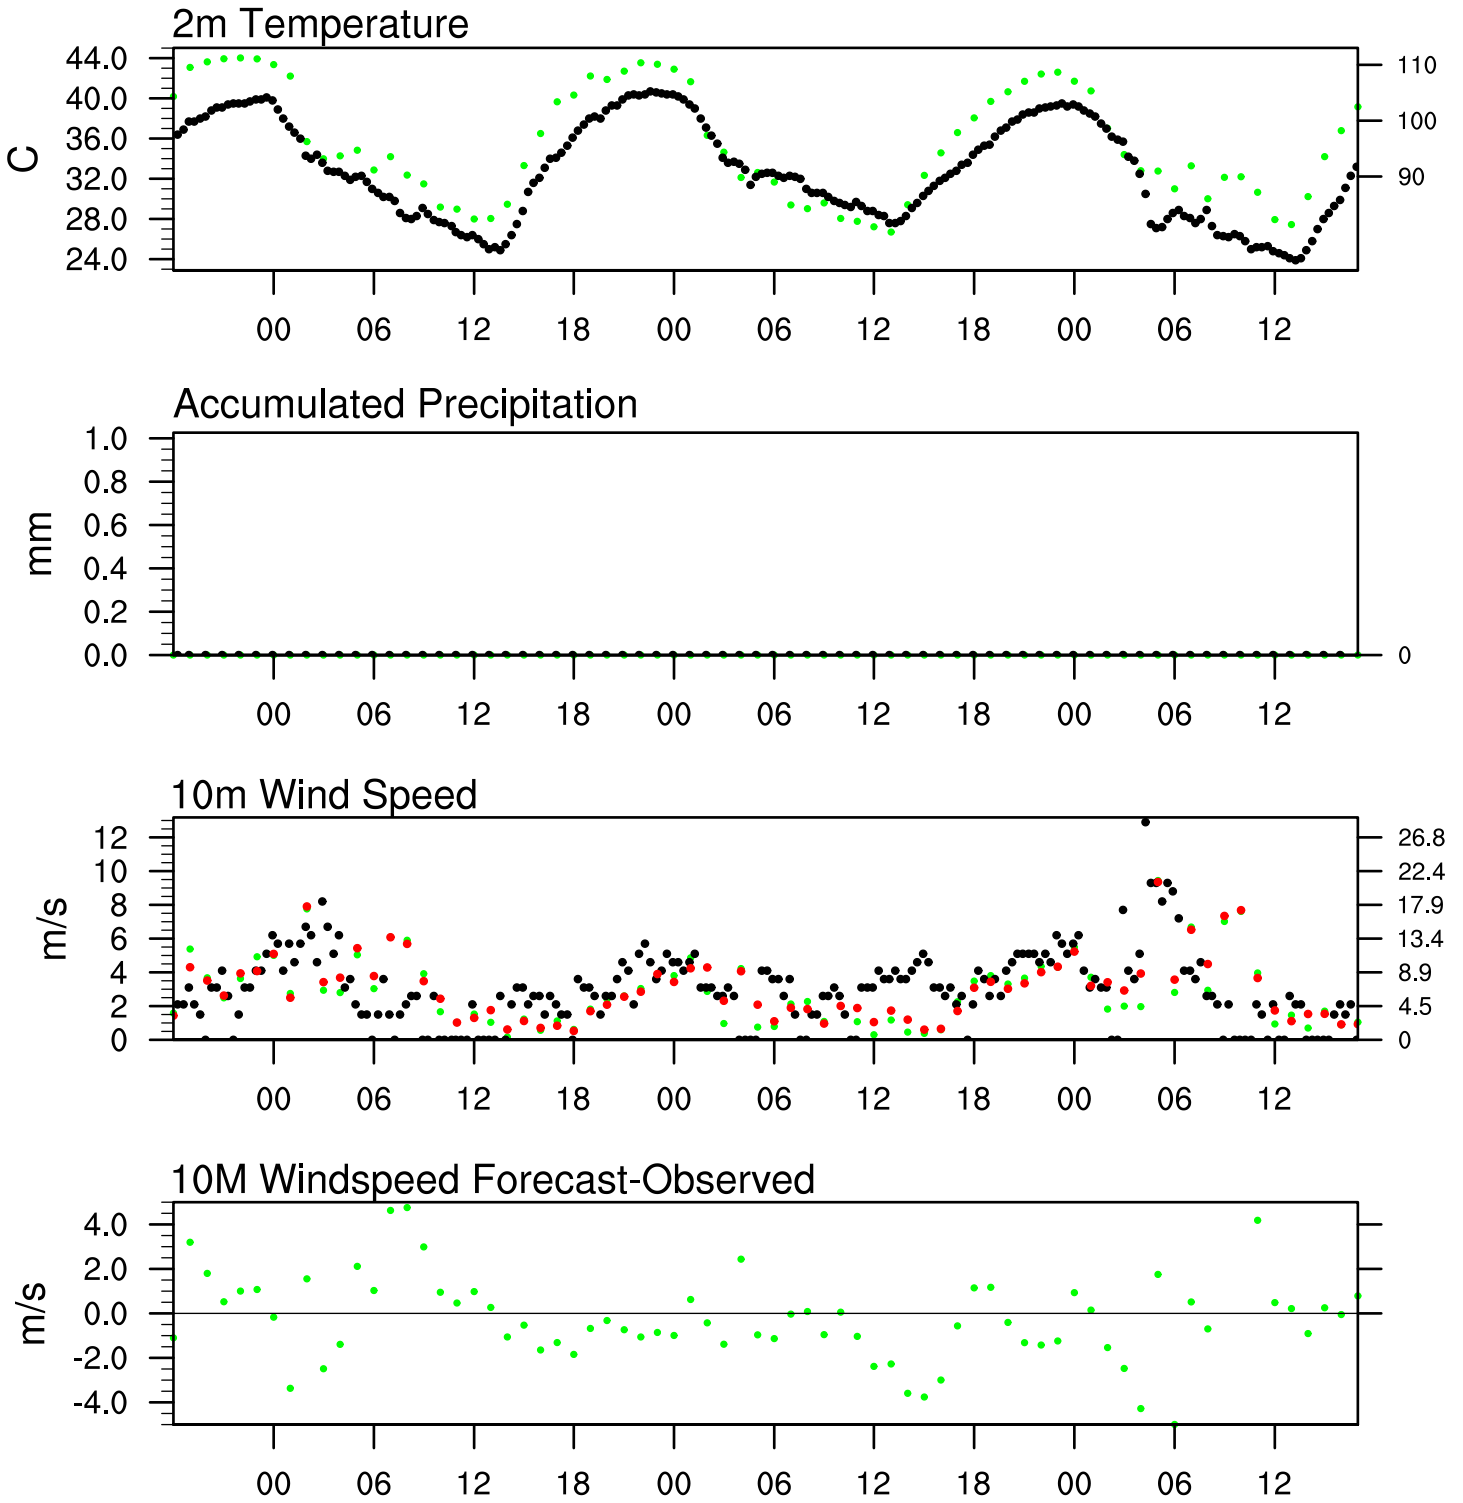 2m Temperature
44.0
40.0
36.0
32.0
28.0
24.0
C
110
100
90
00 06 12 18 00 06 12 18 00 06 12
Accumulated Precipitation
1.0
0.8
0.6
0.4
0.2
0.0
mm
0
00 06 12 18 00 06 12 18 00 06 12
10m Wind Speed
12
10
8
6
4
2
0
m/s
26.8
22.4
17.9
13.4
8.9
4.5
0
00 06 12 18 00 06 12 18 00 06 12
10M Windspeed Forecast-Observed
4.0
2.0
0.0
-2.0
-4.0
m/s
00 06 12 18 00 06 12 18 00 06 12